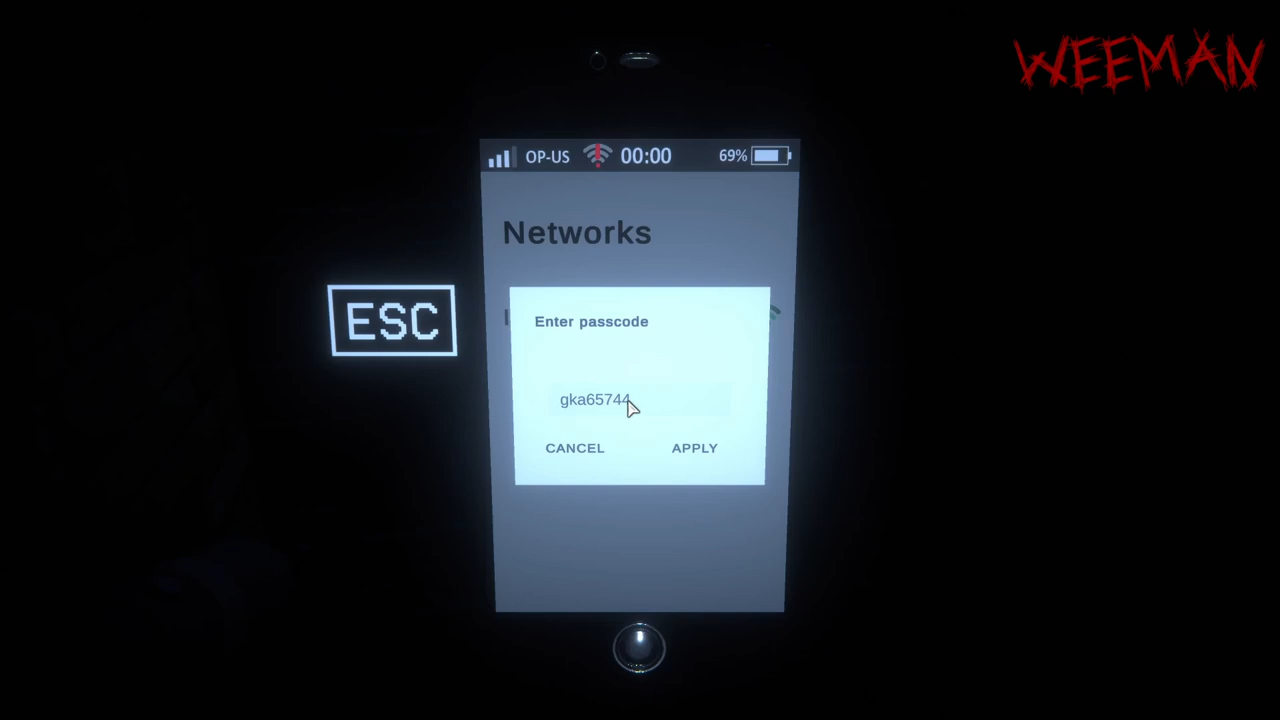 WEEMAN
OP-US 00:00 69%
Networks
ESC
Enter passcode
gka65744
CANCEL APPLY